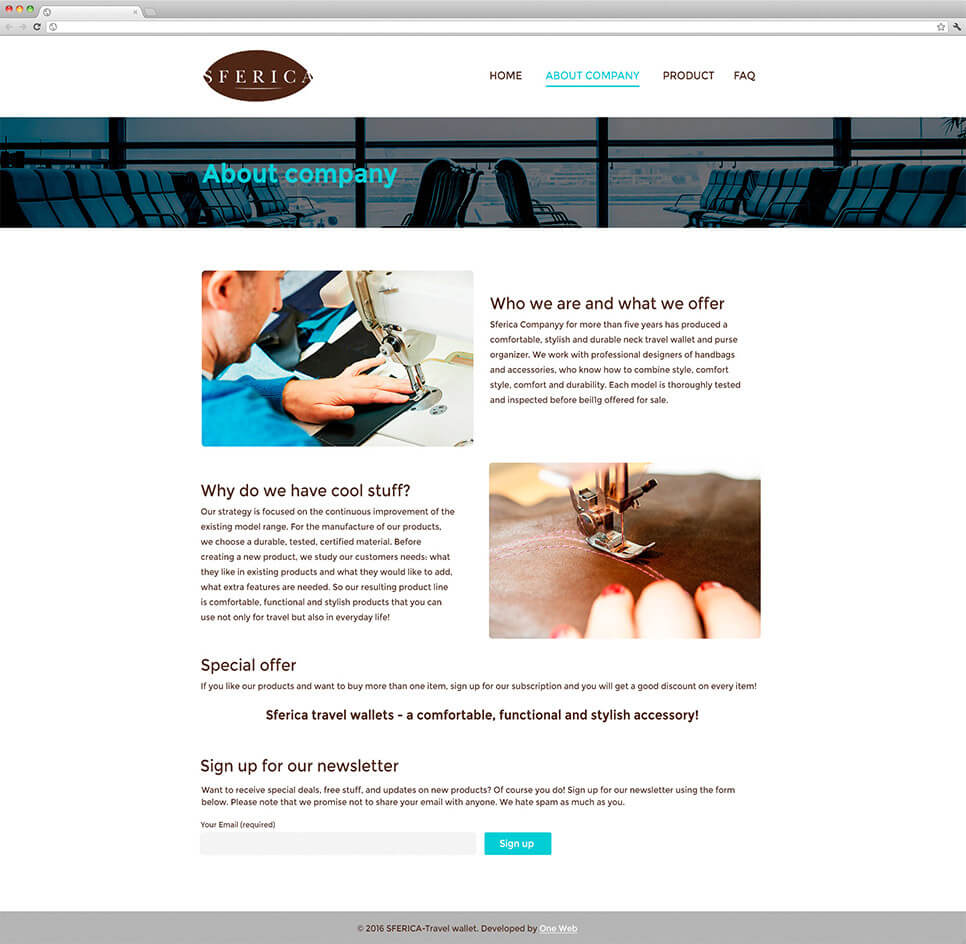 SFERICA
HOME ABOUT COMPANY PRODUCT FAQ
About company
Who we are and what we offer
Sferica Companyy for more than five years has produced a
comfortable, stylish and durable neck travel wallet and purse
organizer. We work with professional designers of handbags
and accessories, who know how to combine style, comfort
style, comfort and durability. Each model is thoroughly tested
and inspected before beillg offered for sale.
Why do we have cool stuff?
Our strategy is focused on the continuous improvement of the
existing model range. For the manufacture of our products,
we choose a durable, tested, certified material. Before
creating a new product, we study our customers needs: what
they like in existing products and what they would like to add,
what extra features are needed. So our resulting product line
is comfortable, functional and stylish products that you can
use not only for travel but also in everyday life!
Special offer
If you like our products and want to buy more than one item, sign up for our subscription and you will get a good discount on every item!
Sferica travel wallets - a comfortable, functional and stylish accessory!
Sign up for our newsletter
Want to receive special deals, free stuff, and updates on new products? Of course you do! Sign up for our newsletter using the form
below. Please note that we promise not to share your email with anyone. We hate spam as much as you.
Your Email (required)
Sign up
© 2016 SFERICA-Travel wallet. Developed by One Web